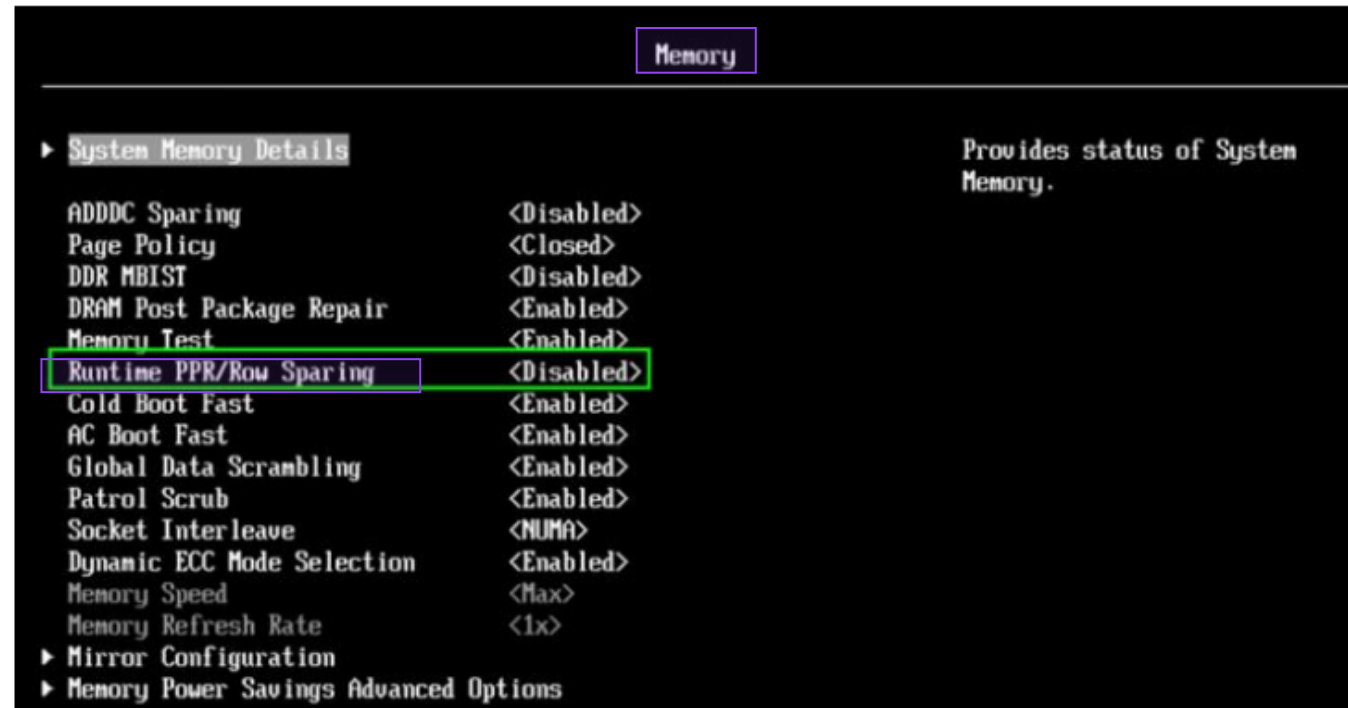 Memory
System Memory Details
Provides status of System
Memory.
ADDDC Sparing <Disabled>
Page Policy <Closed>
DDR MBIST <Disabled>
DRAM Post Package Repair <Enabled>
Memory Test <Enabled>
Runtime PPR/Row Sparing <Disabled>
Cold Boot Fast <Enabled>
AC Boot Fast <Enabled>
Global Data Scrambling <Enabled>
Patrol Scrub <Enabled>
Socket Interleave <NUMA>
Dynamic ECC Mode Selection <Enabled>
Memory Speed <Max>
Memory Refresh Rate <1x>
Mirror Configuration
Memory Power Savings Advanced Options